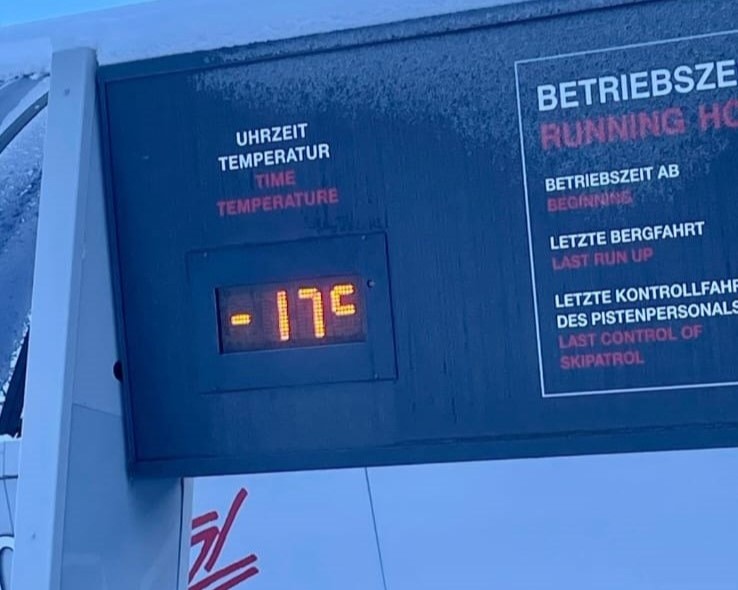 UHRZEIT
TEMPERATUR
TIME
TEMPERATURE
-17c
BETRIEBSZE
RUNNING HO
BETRIEBSZEIT AB
BEGINNING
LETZTE BERGFAHRT
LAST RUN UP
LETZTE KONTROLLFAHR
DES PISTENPERSONALS
LAST CONTROL OF
SKIPATROL